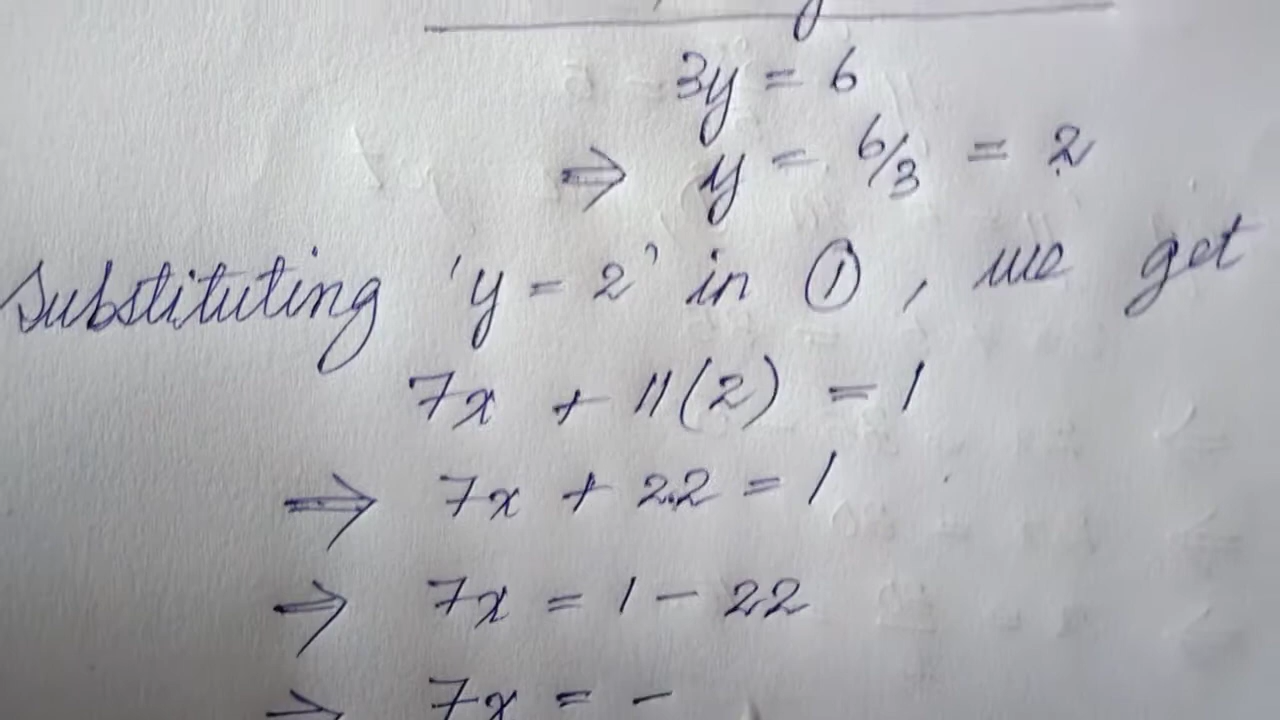 3y = 6
⇒ y = 6/3 = 2
Substituting 'y = 2' in ①, we get
7x + 11(2) = 1
⇒ 7x + 22 = 1
⇒ 7x = 1 - 22
⇒ 7x = -